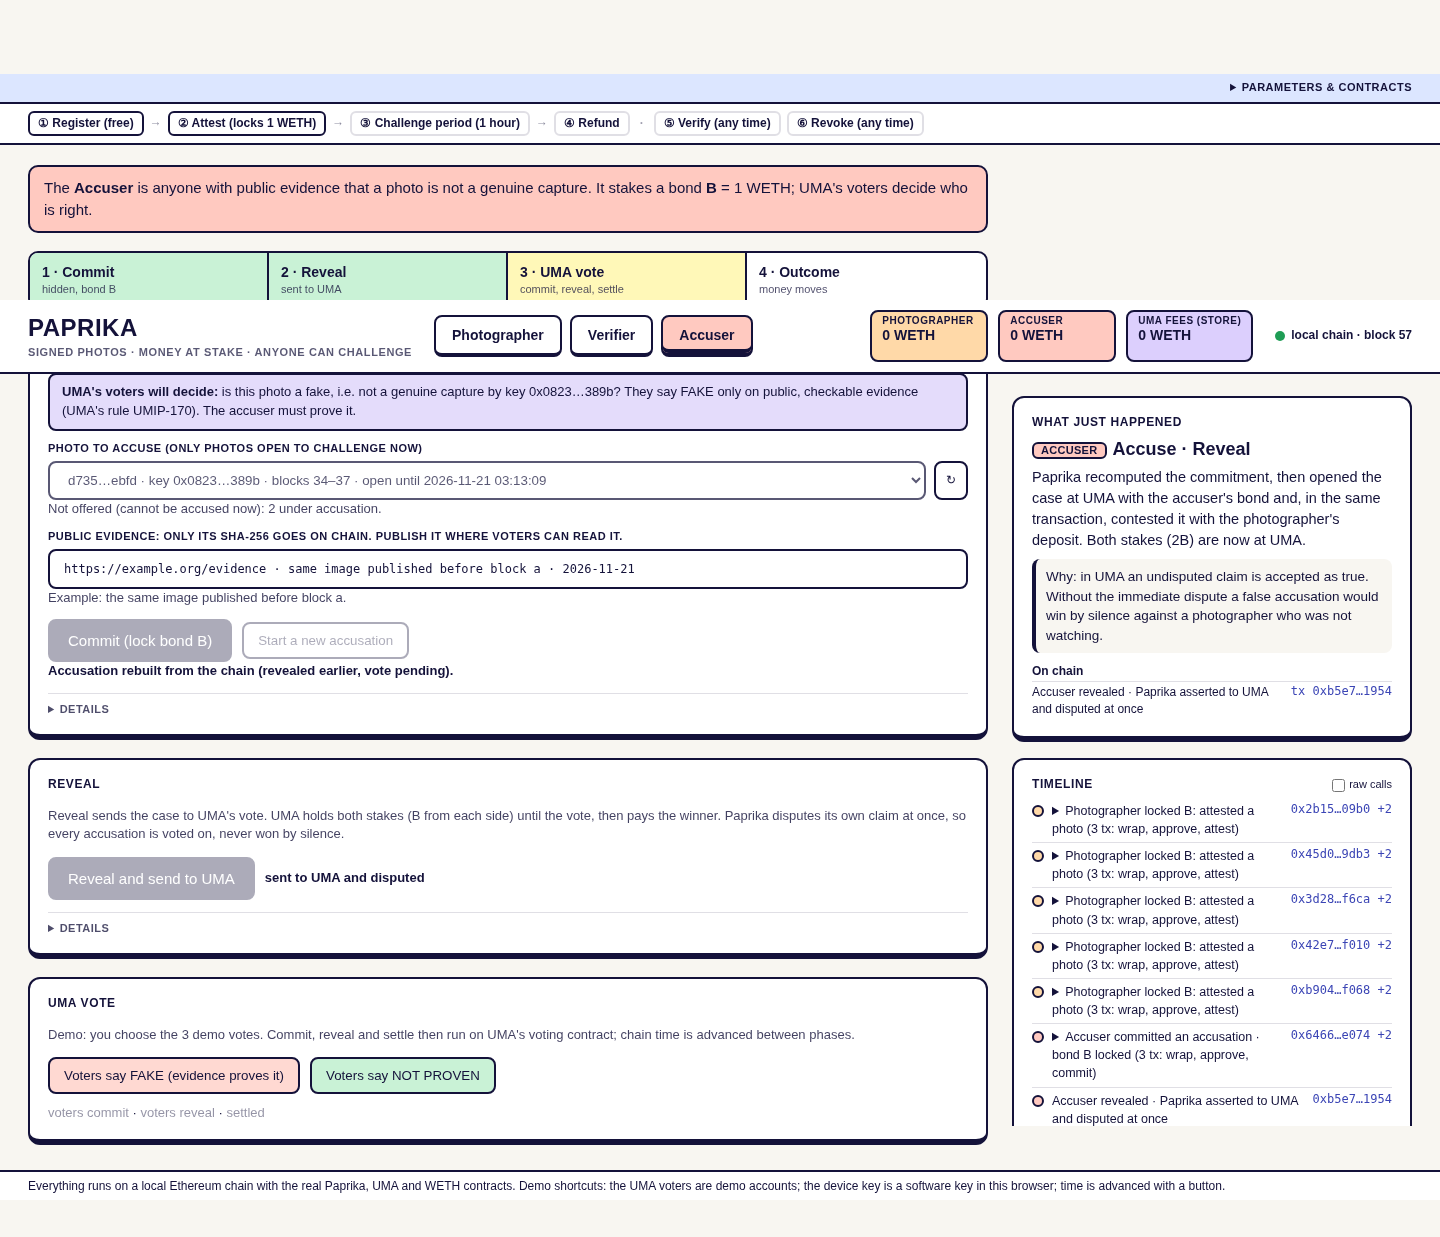 PARAMETERS & CONTRACTS
① Register (free) → ② Attest (locks 1 WETH) → ③ Challenge period (1 hour) → ④ Refund · ⑤ Verify (any time) ⑥ Revoke (any time)
The Accuser is anyone with public evidence that a photo is not a genuine capture. It stakes a bond B = 1 WETH; UMA's voters decide who
is right.
1 · Commit
hidden, bond B
2 · Reveal
sent to UMA
3 · UMA vote
commit, reveal, settle
4 · Outcome
money moves
PAPRIKA
SIGNED PHOTOS · MONEY AT STAKE · ANYONE CAN CHALLENGE
Photographer
Verifier
Accuser
PHOTOGRAPHER
0 WETH
ACCUSER
0 WETH
UMA FEES (STORE)
0 WETH
local chain · block 57
UMA's voters will decide: is this photo a fake, i.e. not a genuine capture by key 0x0823…389b? They say FAKE only on public, checkable evidence
(UMA's rule UMIP-170). The accuser must prove it.
PHOTO TO ACCUSE (ONLY PHOTOS OPEN TO CHALLENGE NOW)
d735…ebfd · key 0x0823…389b · blocks 34–37 · open until 2026-11-21 03:13:09
↻
Not offered (cannot be accused now): 2 under accusation.
PUBLIC EVIDENCE: ONLY ITS SHA-256 GOES ON CHAIN. PUBLISH IT WHERE VOTERS CAN READ IT.
https://example.org/evidence · same image published before block a · 2026-11-21
Example: the same image published before block a.
Commit (lock bond B)
Start a new accusation
Accusation rebuilt from the chain (revealed earlier, vote pending).
DETAILS
REVEAL
Reveal sends the case to UMA's vote. UMA holds both stakes (B from each side) until the vote, then pays the winner. Paprika disputes its own claim at once, so
every accusation is voted on, never won by silence.
Reveal and send to UMA
sent to UMA and disputed
DETAILS
UMA VOTE
Demo: you choose the 3 demo votes. Commit, reveal and settle then run on UMA's voting contract; chain time is advanced between phases.
Voters say FAKE (evidence proves it)
Voters say NOT PROVEN
voters commit · voters reveal · settled
WHAT JUST HAPPENED
ACCUSER Accuse · Reveal
Paprika recomputed the commitment, then opened the
case at UMA with the accuser's bond and, in the same
transaction, contested it with the photographer's
deposit. Both stakes (2B) are now at UMA.
Why: in UMA an undisputed claim is accepted as true.
Without the immediate dispute a false accusation would
win by silence against a photographer who was not
watching.
On chain
Accuser revealed · Paprika asserted to UMA tx 0xb5e7…1954
and disputed at once
TIMELINE
raw calls
Photographer locked B: attested a 0x2b15…09b0 +2
photo (3 tx: wrap, approve, attest)
Photographer locked B: attested a 0x45d0…9db3 +2
photo (3 tx: wrap, approve, attest)
Photographer locked B: attested a 0x3d28…f6ca +2
photo (3 tx: wrap, approve, attest)
Photographer locked B: attested a 0x42e7…f010 +2
photo (3 tx: wrap, approve, attest)
Photographer locked B: attested a 0xb904…f068 +2
photo (3 tx: wrap, approve, attest)
Accuser committed an accusation · 0x6466…e074 +2
bond B locked (3 tx: wrap, approve,
commit)
Accuser revealed · Paprika asserted to UMA 0xb5e7…1954
and disputed at once
Everything runs on a local Ethereum chain with the real Paprika, UMA and WETH contracts. Demo shortcuts: the UMA voters are demo accounts; the device key is a software key in this browser; time is advanced with a button.